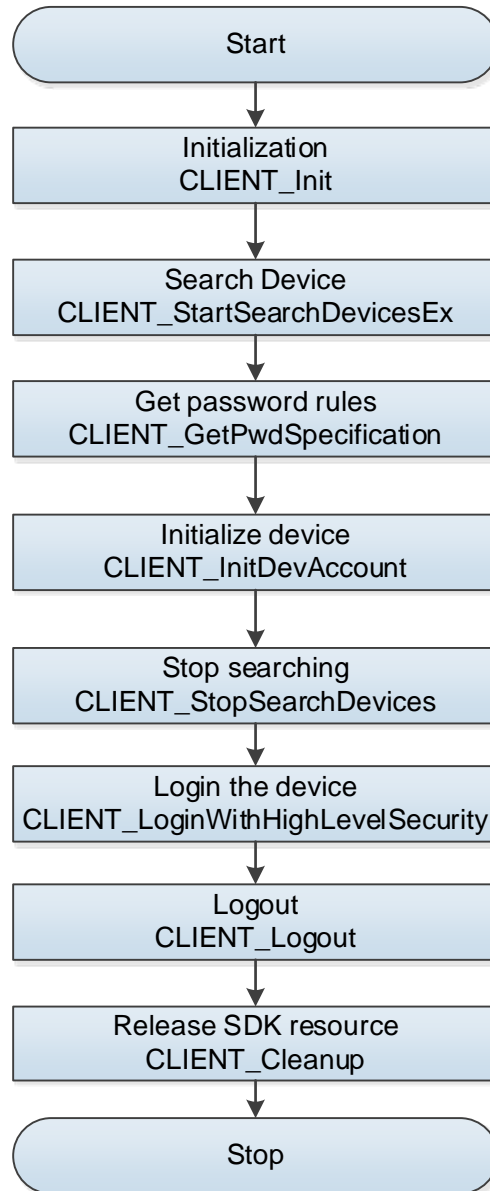 Start
Initialization
CLIENT_Init
Search Device
CLIENT_StartSearchDevicesEx
Get password rules
CLIENT_GetPwdSpecification
Initialize device
CLIENT_InitDevAccount
Stop searching
CLIENT_StopSearchDevices
Login the device
CLIENT_LoginWithHighLevelSecurity
Logout
CLIENT_Logout
Release SDK resource
CLIENT_Cleanup
Stop